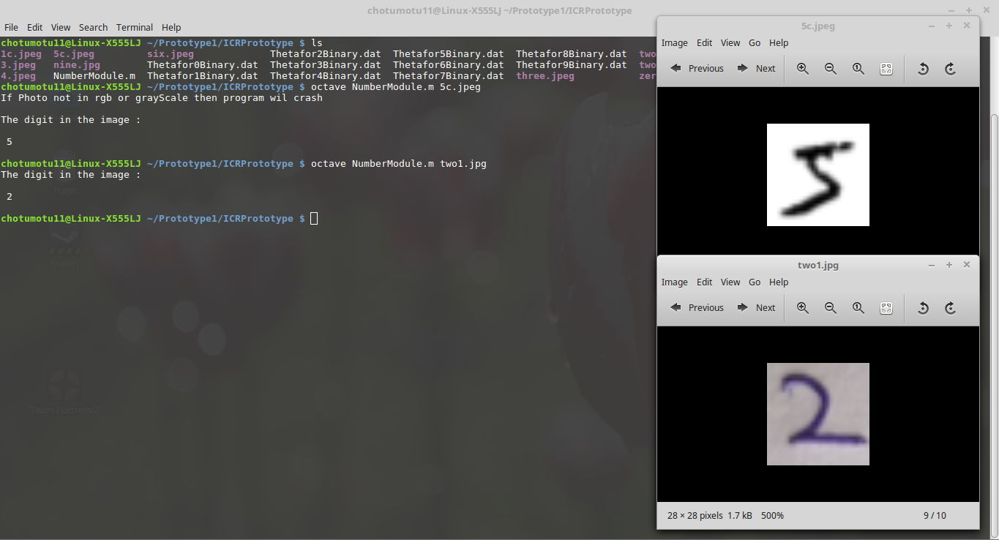 chotumotu11@Linux-X555LJ ~/Prototype1/ICRPrototype
File Edit View Search Terminal Help
chotumotu11@Linux-X555LJ ~/Prototype1/ICRPrototype $ ls
1c.jpeg 5c.jpeg six.jpeg Thetafor2Binary.dat Thetafor5Binary.dat Thetafor8Binary.dat two
3.jpeg nine.jpg Thetafor0Binary.dat Thetafor3Binary.dat Thetafor6Binary.dat Thetafor9Binary.dat two
4.jpeg NumberModule.m Thetafor1Binary.dat Thetafor4Binary.dat Thetafor7Binary.dat three.jpeg zer
chotumotu11@Linux-X555LJ ~/Prototype1/ICRPrototype $ octave NumberModule.m 5c.jpeg
If Photo not in rgb or grayScale then program wil crash
The digit in the image :
5
chotumotu11@Linux-X555LJ ~/Prototype1/ICRPrototype $ octave NumberModule.m two1.jpg
The digit in the image :
2
chotumotu11@Linux-X555LJ ~/Prototype1/ICRPrototype $
Trash
Steam
Team Fortress 2
5c.jpeg
Image Edit View Go Help
Previous Next
5
two1.jpg
Image Edit View Go Help
Previous Next
2
28 × 28 pixels 1.7 kB 500% 9 / 10